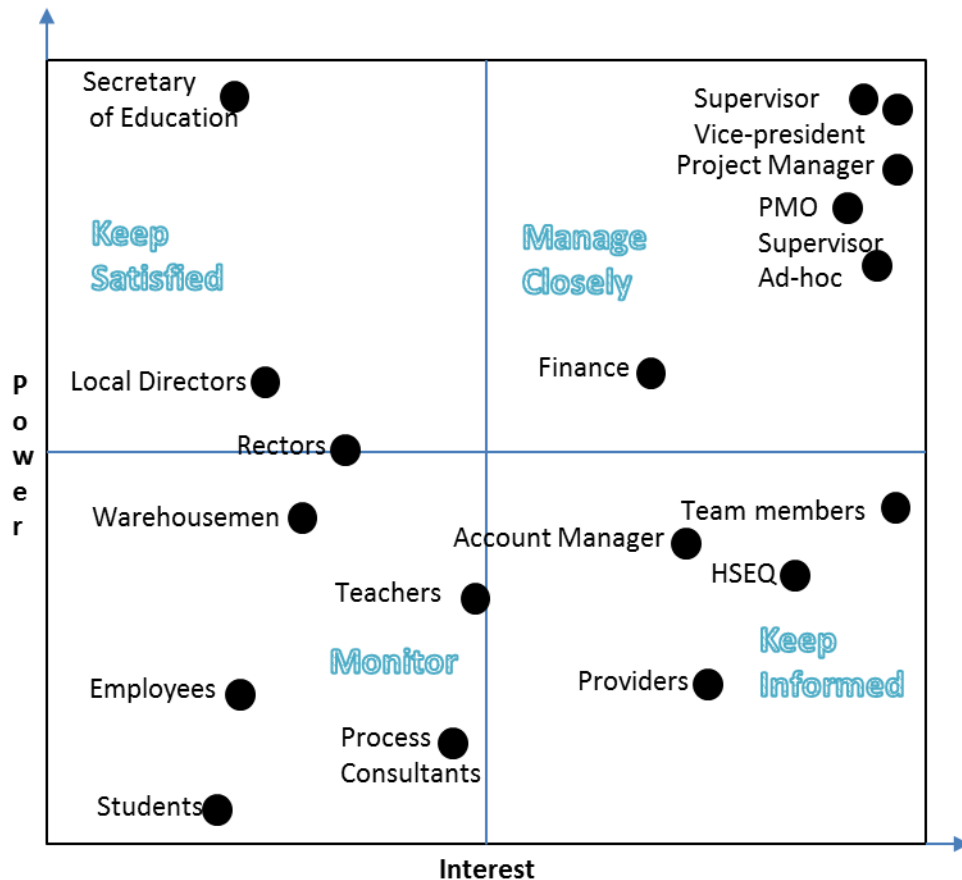 Secretary
of Education
Supervisor
Vice-president
Project Manager
PMO
Supervisor
Ad-hoc
Keep
Satisfied
Manage
Closely
Finance
Local Directors
Power
Rectors
Warehousemen
Team members
Account Manager
HSEQ
Teachers
Keep
Informed
Monitor
Employees
Providers
Process
Consultants
Students
Interest